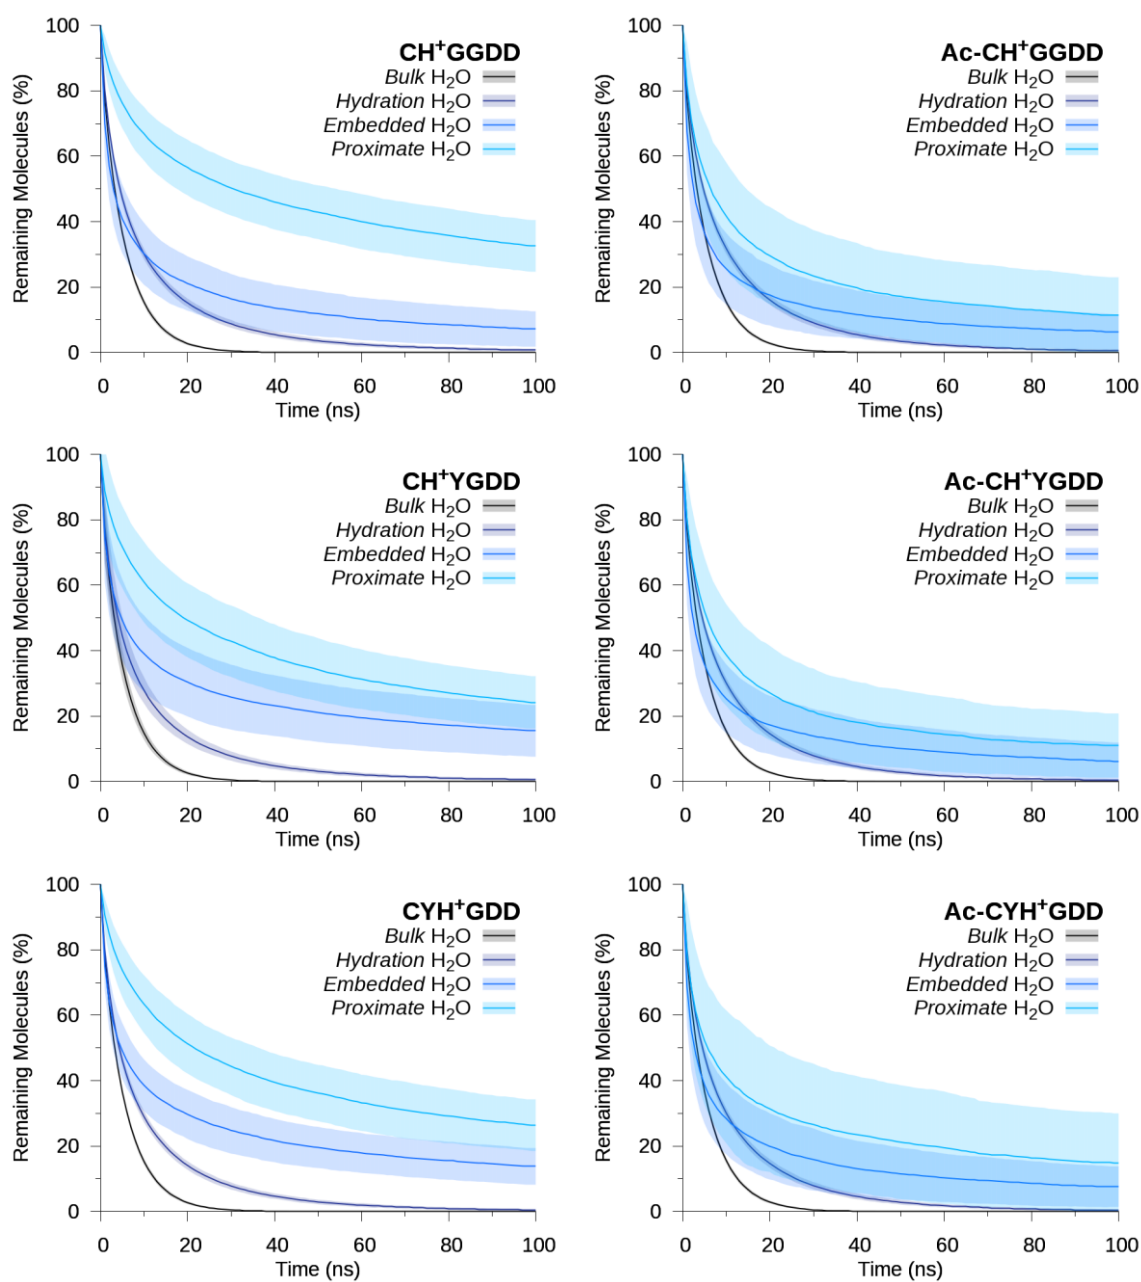 CH⁺GGDD
Bulk H₂O
Hydration H₂O
Embedded H₂O
Proximate H₂O
Remaining Molecules (%)
100
80
60
40
20
0
0 20 40 60 80 100
Time (ns)
Ac-CH⁺GGDD
Bulk H₂O
Hydration H₂O
Embedded H₂O
Proximate H₂O
Remaining Molecules (%)
100
80
60
40
20
0
0 20 40 60 80 100
Time (ns)
CH⁺YGDD
Bulk H₂O
Hydration H₂O
Embedded H₂O
Proximate H₂O
Remaining Molecules (%)
100
80
60
40
20
0
0 20 40 60 80 100
Time (ns)
Ac-CH⁺YGDD
Bulk H₂O
Hydration H₂O
Embedded H₂O
Proximate H₂O
Remaining Molecules (%)
100
80
60
40
20
0
0 20 40 60 80 100
Time (ns)
CYH⁺GDD
Bulk H₂O
Hydration H₂O
Embedded H₂O
Proximate H₂O
Remaining Molecules (%)
100
80
60
40
20
0
0 20 40 60 80 100
Time (ns)
Ac-CYH⁺GDD
Bulk H₂O
Hydration H₂O
Embedded H₂O
Proximate H₂O
Remaining Molecules (%)
100
80
60
40
20
0
0 20 40 60 80 100
Time (ns)